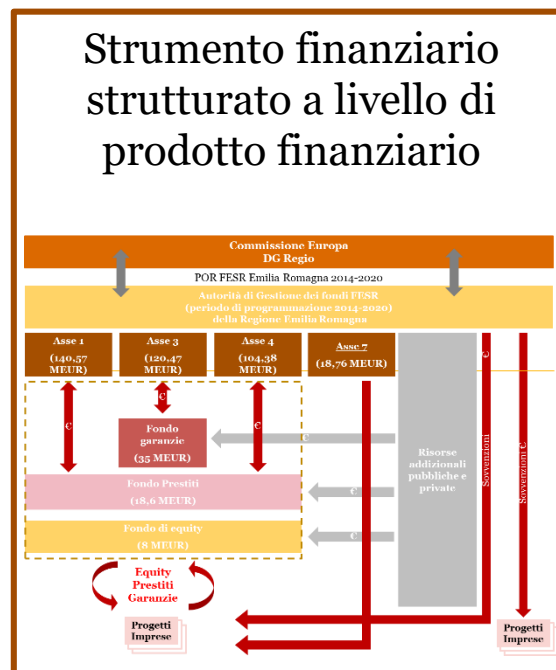 Strumento finanziario
strutturato a livello di
prodotto finanziario
Commissione Europa
DG Regio
POR FESR Emilia Romagna 2014-2020
Autorità di Gestione dei fondi FESR
(periodo di programmazione 2014-2020)
della Regione Emilia Romagna
Asse 1
(140,57
MEUR)
Asse 3
(120,47
MEUR)
Asse 4
(104,38
MEUR)
Asse 7
(18,76 MEUR)
€
€
€
€
Fondo
garanzie
(35 MEUR)
€
Fondo Prestiti
(18,6 MEUR)
€
Fondo di equity
(8 MEUR)
€
Risorse
addizionali
pubbliche e
private
Sovvenzioni
Sovvenzioni €
Equity
Prestiti
Garanzie
Progetti
Imprese
Progetti
Imprese